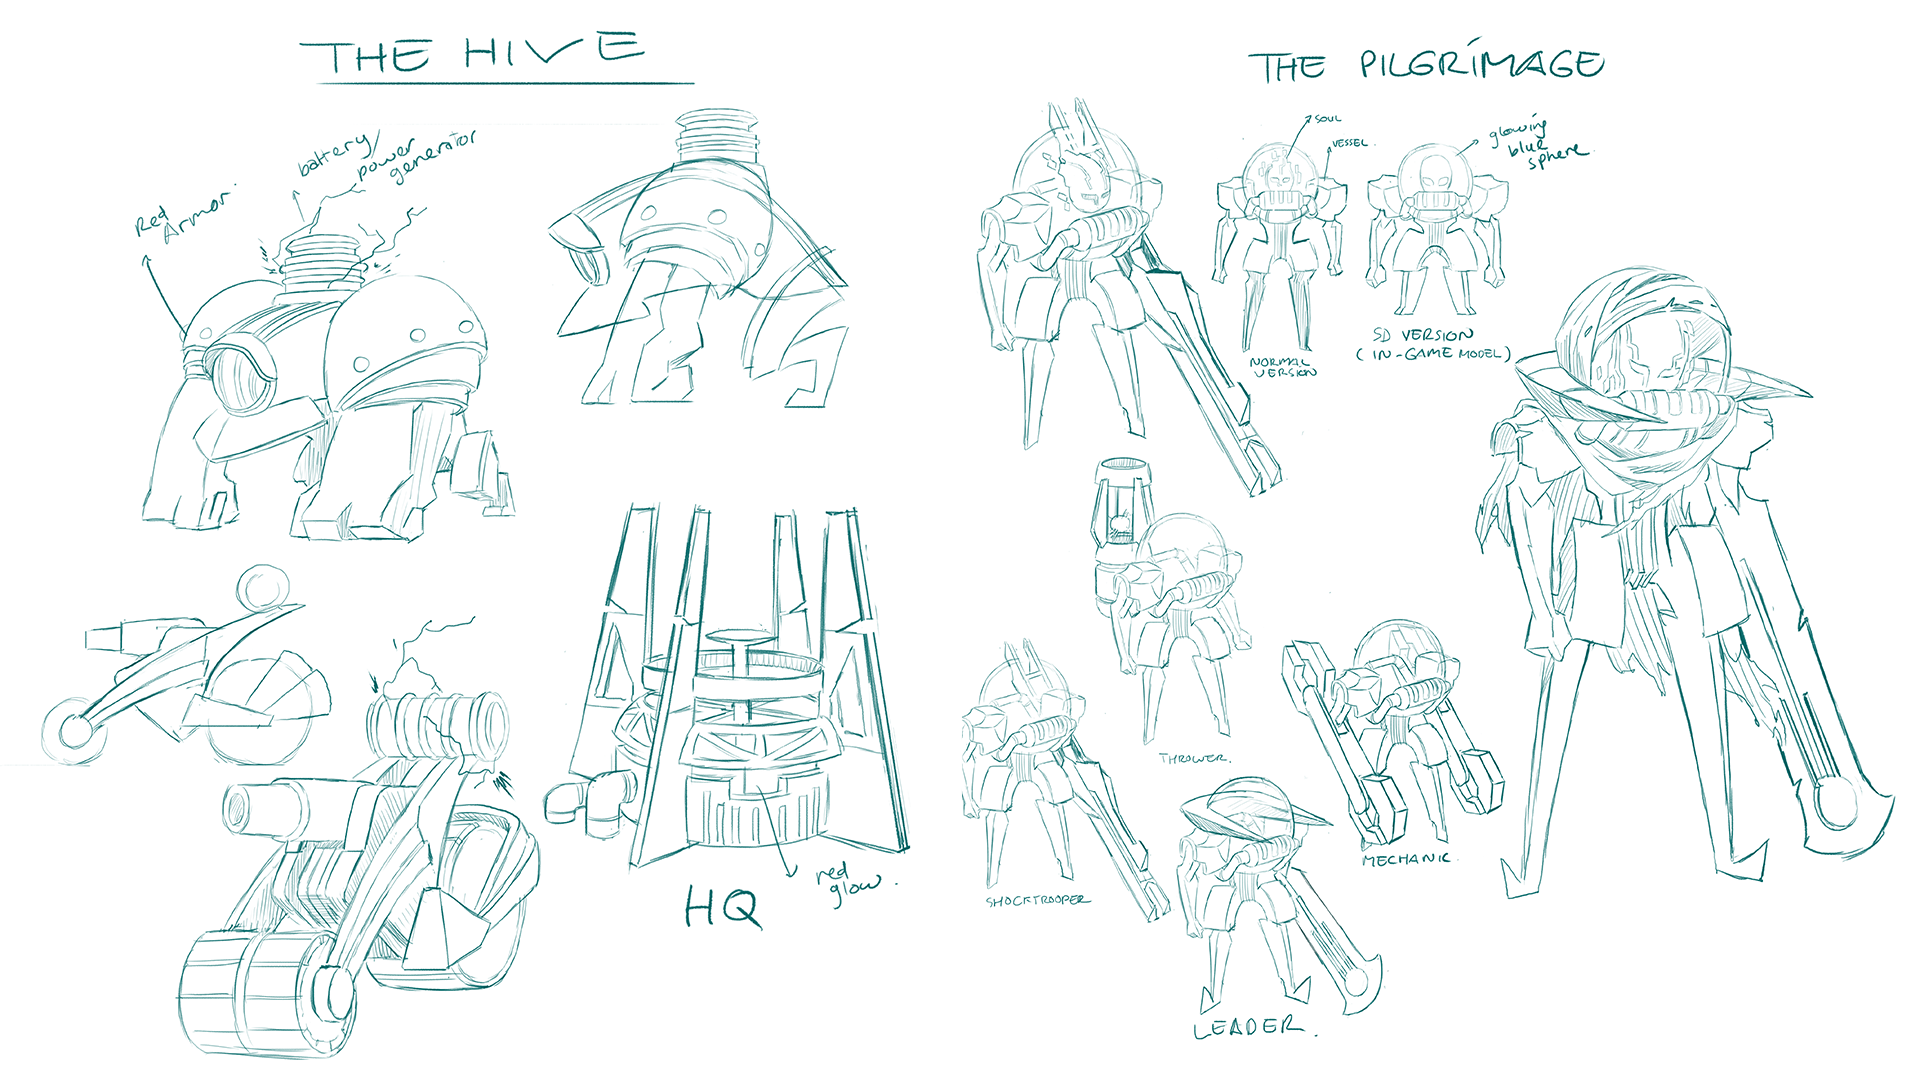 THE HIVE
THE PILGRIMAGE
Red
Armor
battery/
power
generator
SOUL
VESSEL.
glowing
blue
sphere
NORMAL
VERSION
SD VERSION
(IN-GAME MODEL)
THROWER.
SHOCKTROOPER
MECHANIC.
LEADER.
HQ
red
glow.